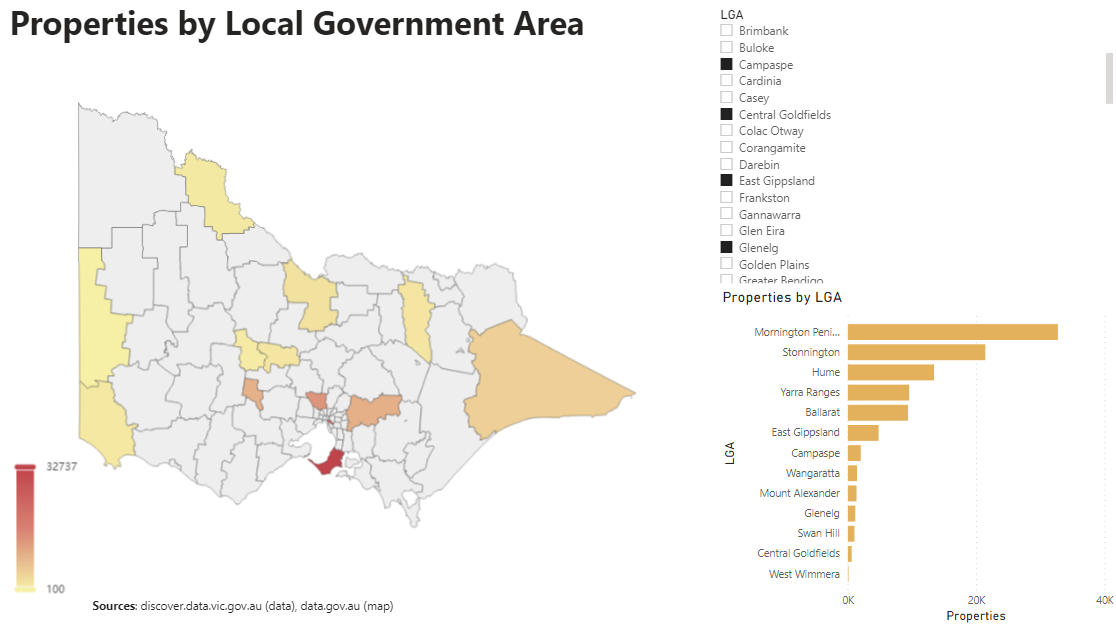 Properties by Local Government Area
LGA
Brimbank
Buloke
Campaspe
Cardinia
Casey
Central Goldfields
Colac Otway
Corangamite
Darebin
East Gippsland
Frankston
Gannawarra
Glen Eira
Glenelg
Golden Plains
Greater Bendigo
32737
100
Sources: discover.data.vic.gov.au (data), data.gov.au (map)
Properties by LGA
LGA
Mornington Peni...
Stonnington
Hume
Yarra Ranges
Ballarat
East Gippsland
Campaspe
Wangaratta
Mount Alexander
Glenelg
Swan Hill
Central Goldfields
West Wimmera
0K 20K 40K
Properties